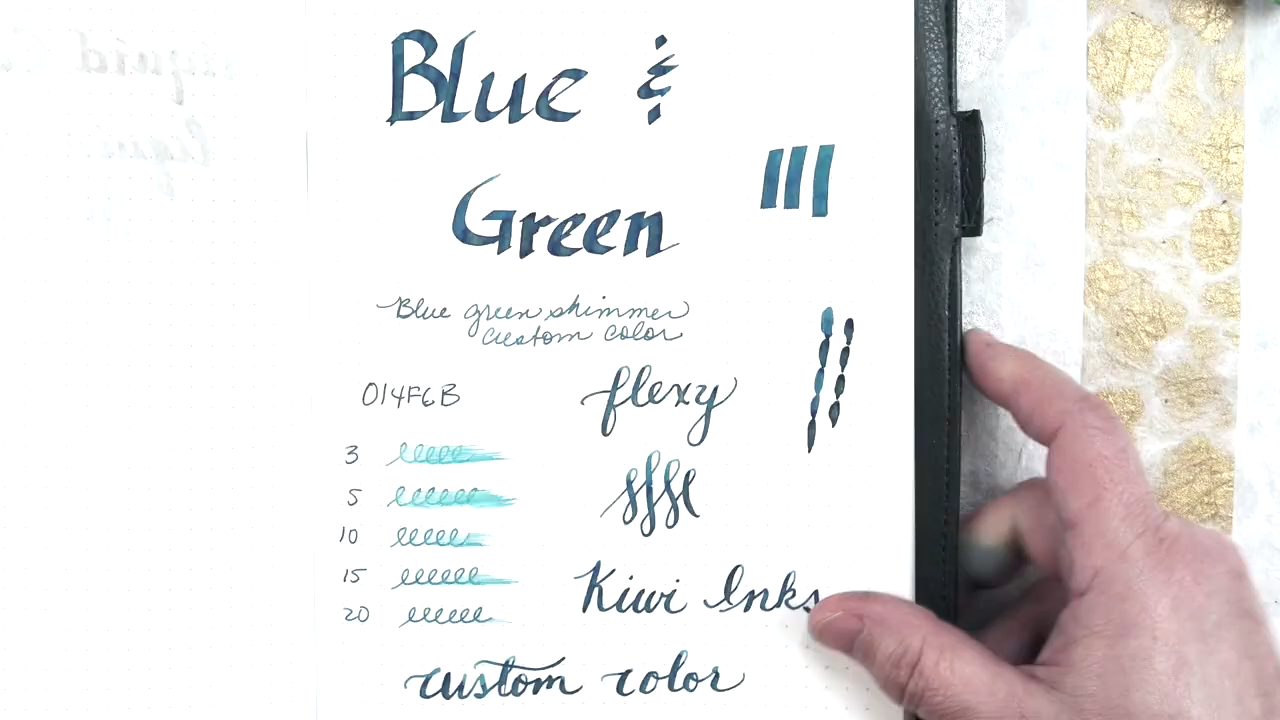 Blue &
Green
Blue green shimmer
custom color
014F6B
flexy
3
5
10
15
20
Kiwi Inks
custom color